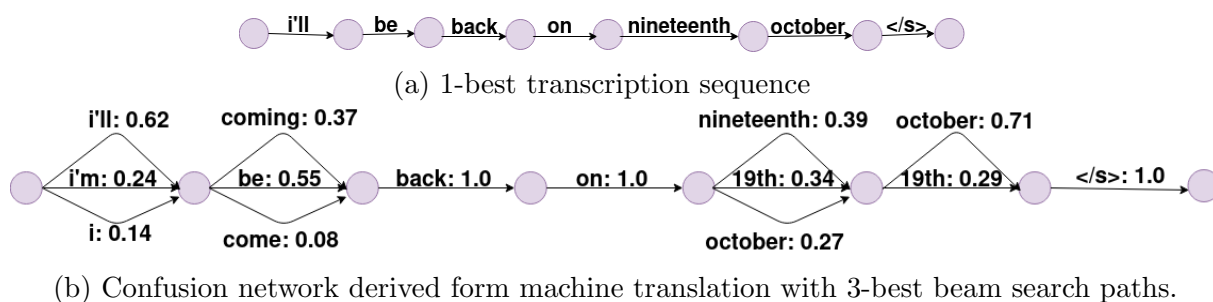 i'll be back on nineteenth october </s>
(a) 1-best transcription sequence
i'll: 0.62 coming: 0.37 nineteenth: 0.39 october: 0.71
i'm: 0.24 be: 0.55 back: 1.0 on: 1.0 19th: 0.34 19th: 0.29 </s>: 1.0
i: 0.14 come: 0.08 october: 0.27
(b) Confusion network derived form machine translation with 3-best beam search paths.